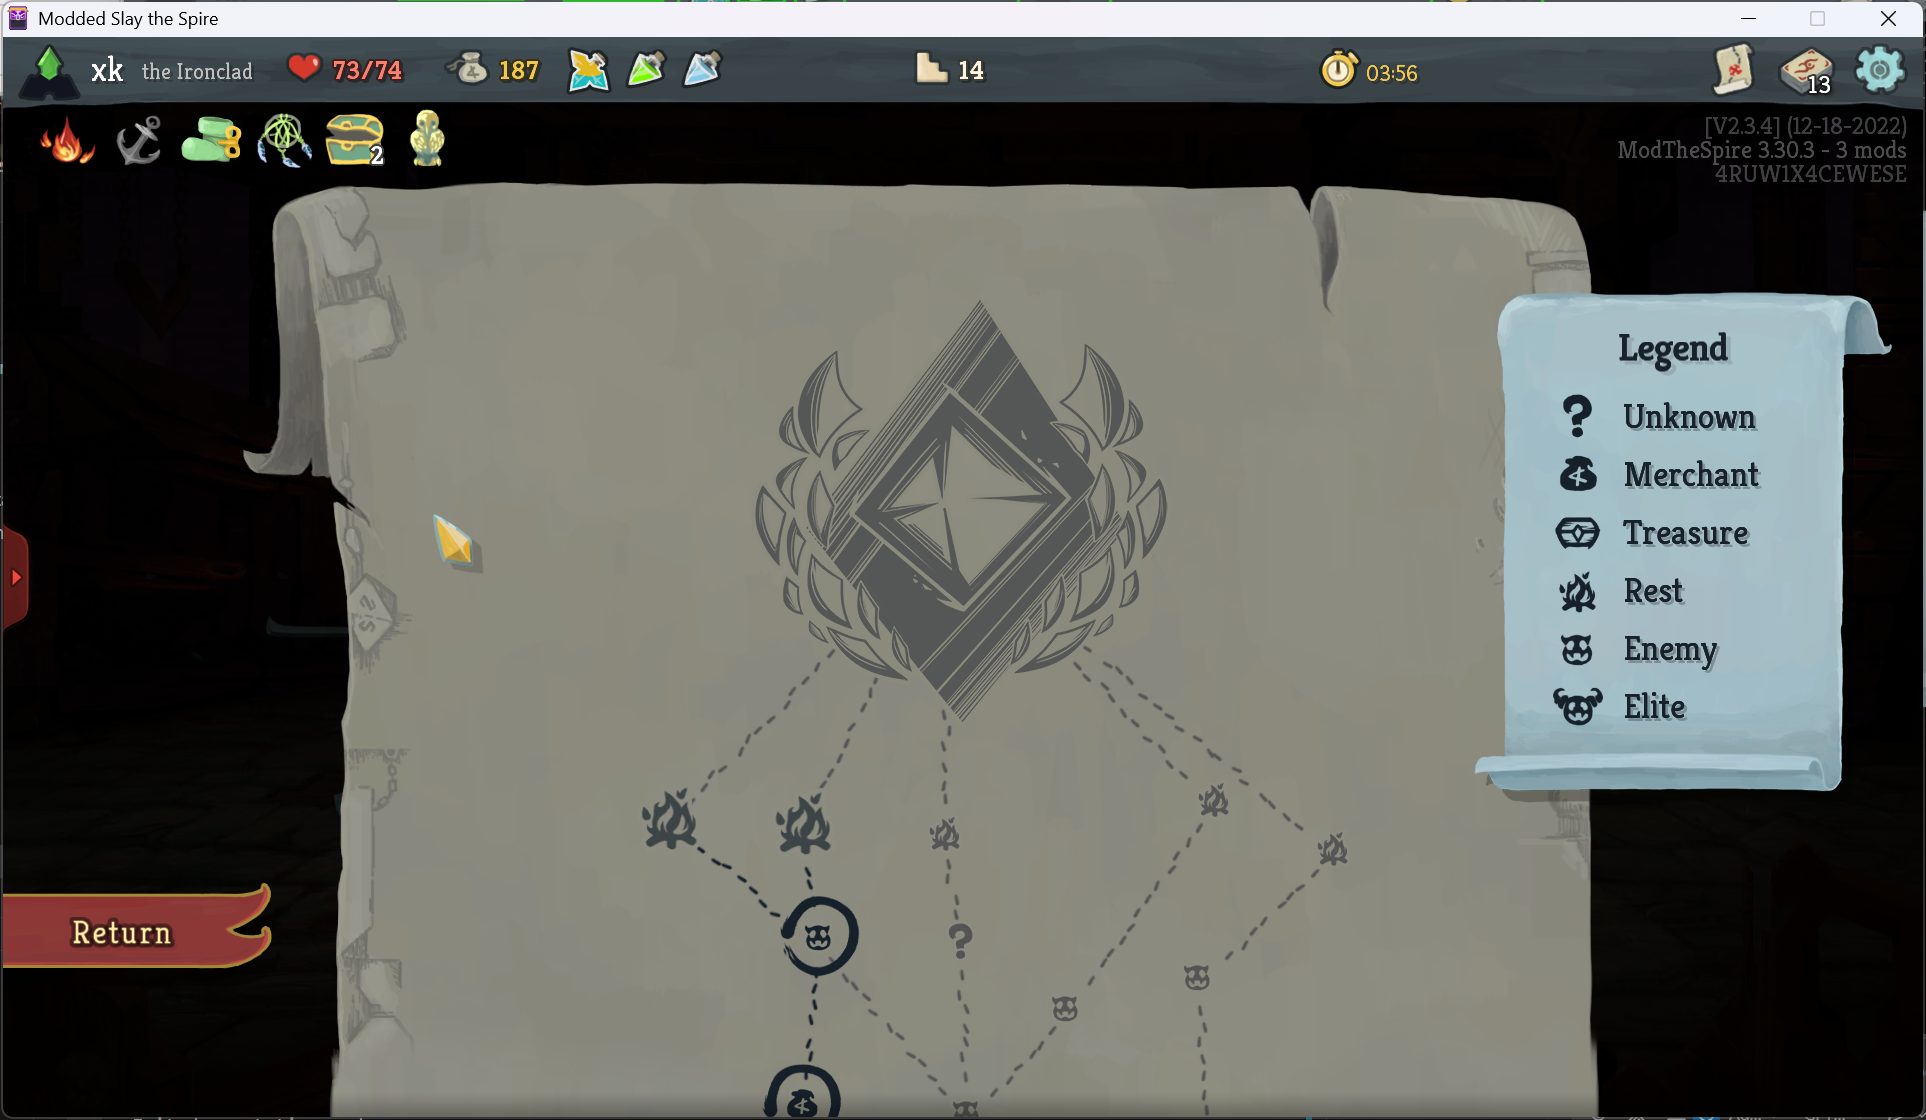 Modded Slay the Spire
xk the Ironclad 73/74 187 14 03:56 13
2
[V2.3.4] (12-18-2022)
ModTheSpire 3.30.3 - 3 mods
4RUW1X4CEWESE
Legend
Unknown
Merchant
Treasure
Rest
Enemy
Elite
Return